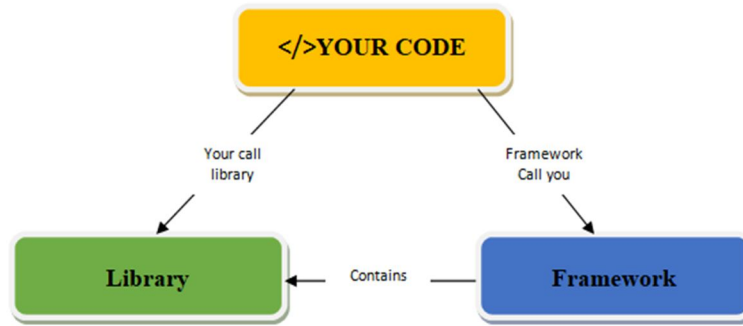 </>YOUR CODE
Your call
library
Framework
Call you
Library
Contains
Framework